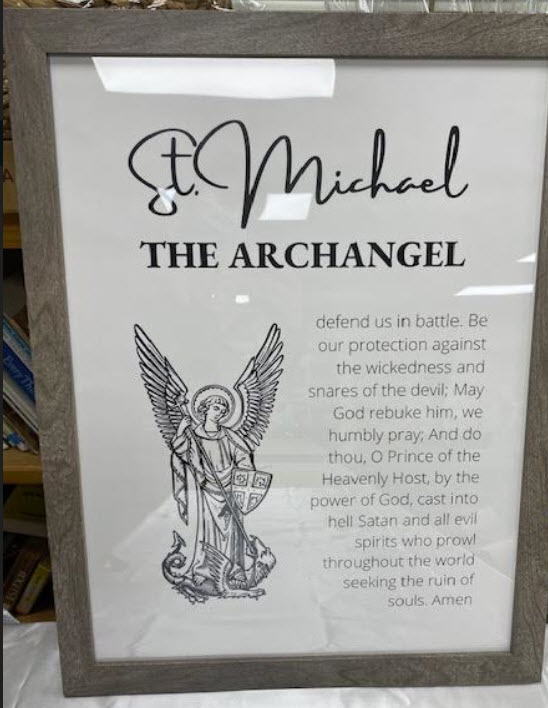 St. Michael
THE ARCHANGEL
defend us in battle. Be
our protection against
the wickedness and
snares of the devil; May
God rebuke him, we
humbly pray; And do
thou, O Prince of the
Heavenly Host, by the
power of God, cast into
hell Satan and all evil
spirits who prowl
throughout the world
seeking the ruin of
souls. Amen